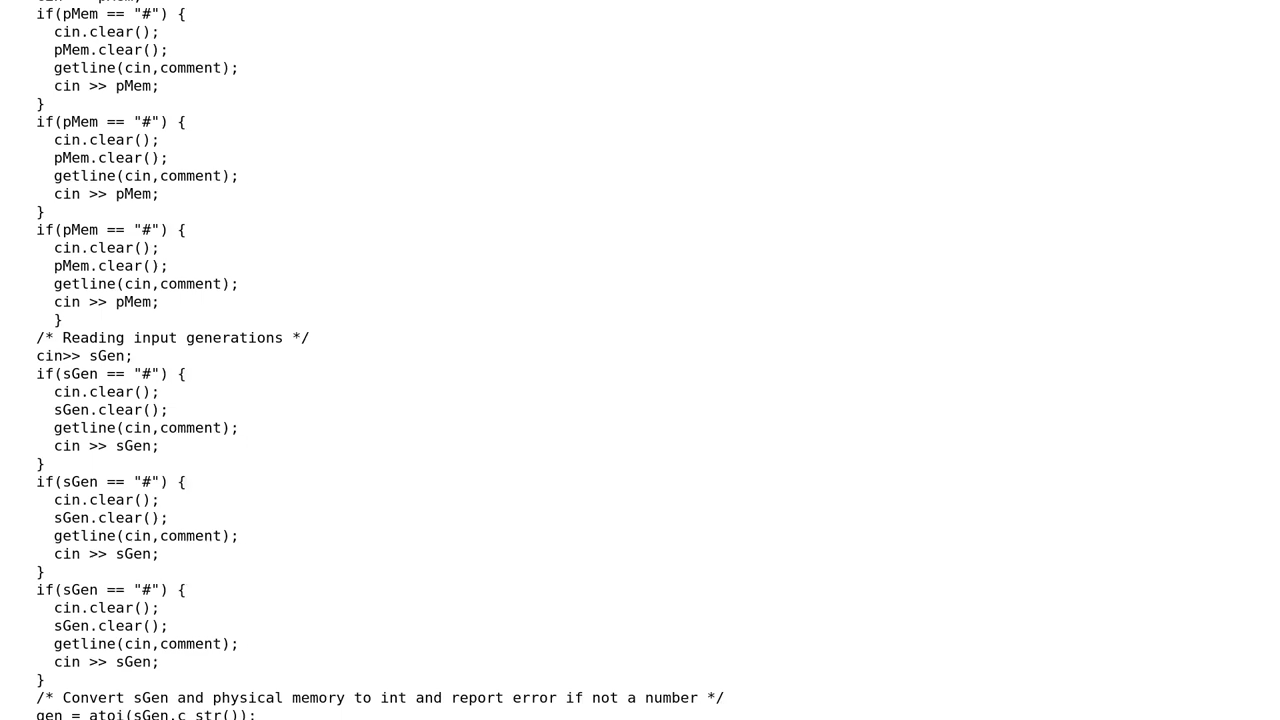 if(pMem == "#") {
cin.clear();
pMem.clear();
getline(cin,comment);
cin >> pMem;
}
if(pMem == "#") {
cin.clear();
pMem.clear();
getline(cin,comment);
cin >> pMem;
}
if(pMem == "#") {
cin.clear();
pMem.clear();
getline(cin,comment);
cin >> pMem;
}
/* Reading input generations */
cin>> sGen;
if(sGen == "#") {
cin.clear();
sGen.clear();
getline(cin,comment);
cin >> sGen;
}
if(sGen == "#") {
cin.clear();
sGen.clear();
getline(cin,comment);
cin >> sGen;
}
if(sGen == "#") {
cin.clear();
sGen.clear();
getline(cin,comment);
cin >> sGen;
}
/* Convert sGen and physical memory to int and report error if not a number */
gen = atoi(sGen.c_str());